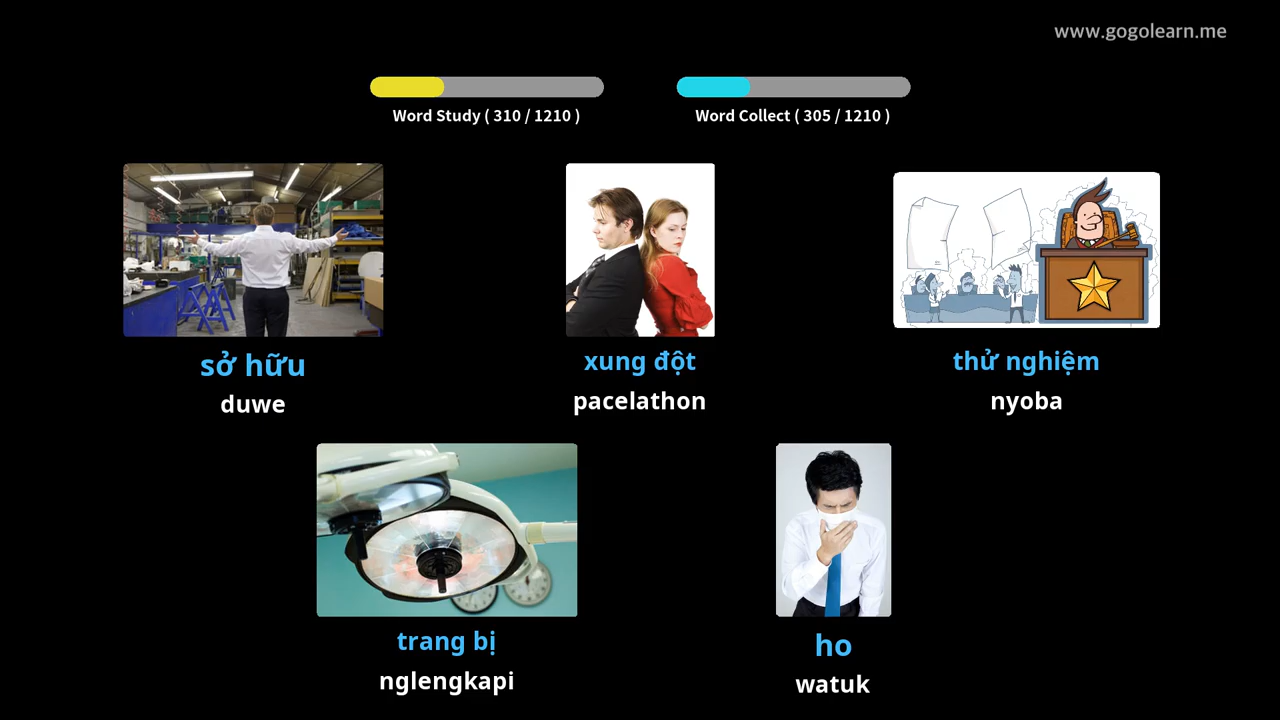 www.gogolearn.me
Word Study ( 310 / 1210 )
Word Collect ( 305 / 1210 )
sở hữu
duwe
xung đột
pacelathon
thử nghiệm
nyoba
trang bị
nglengkapi
ho
watuk